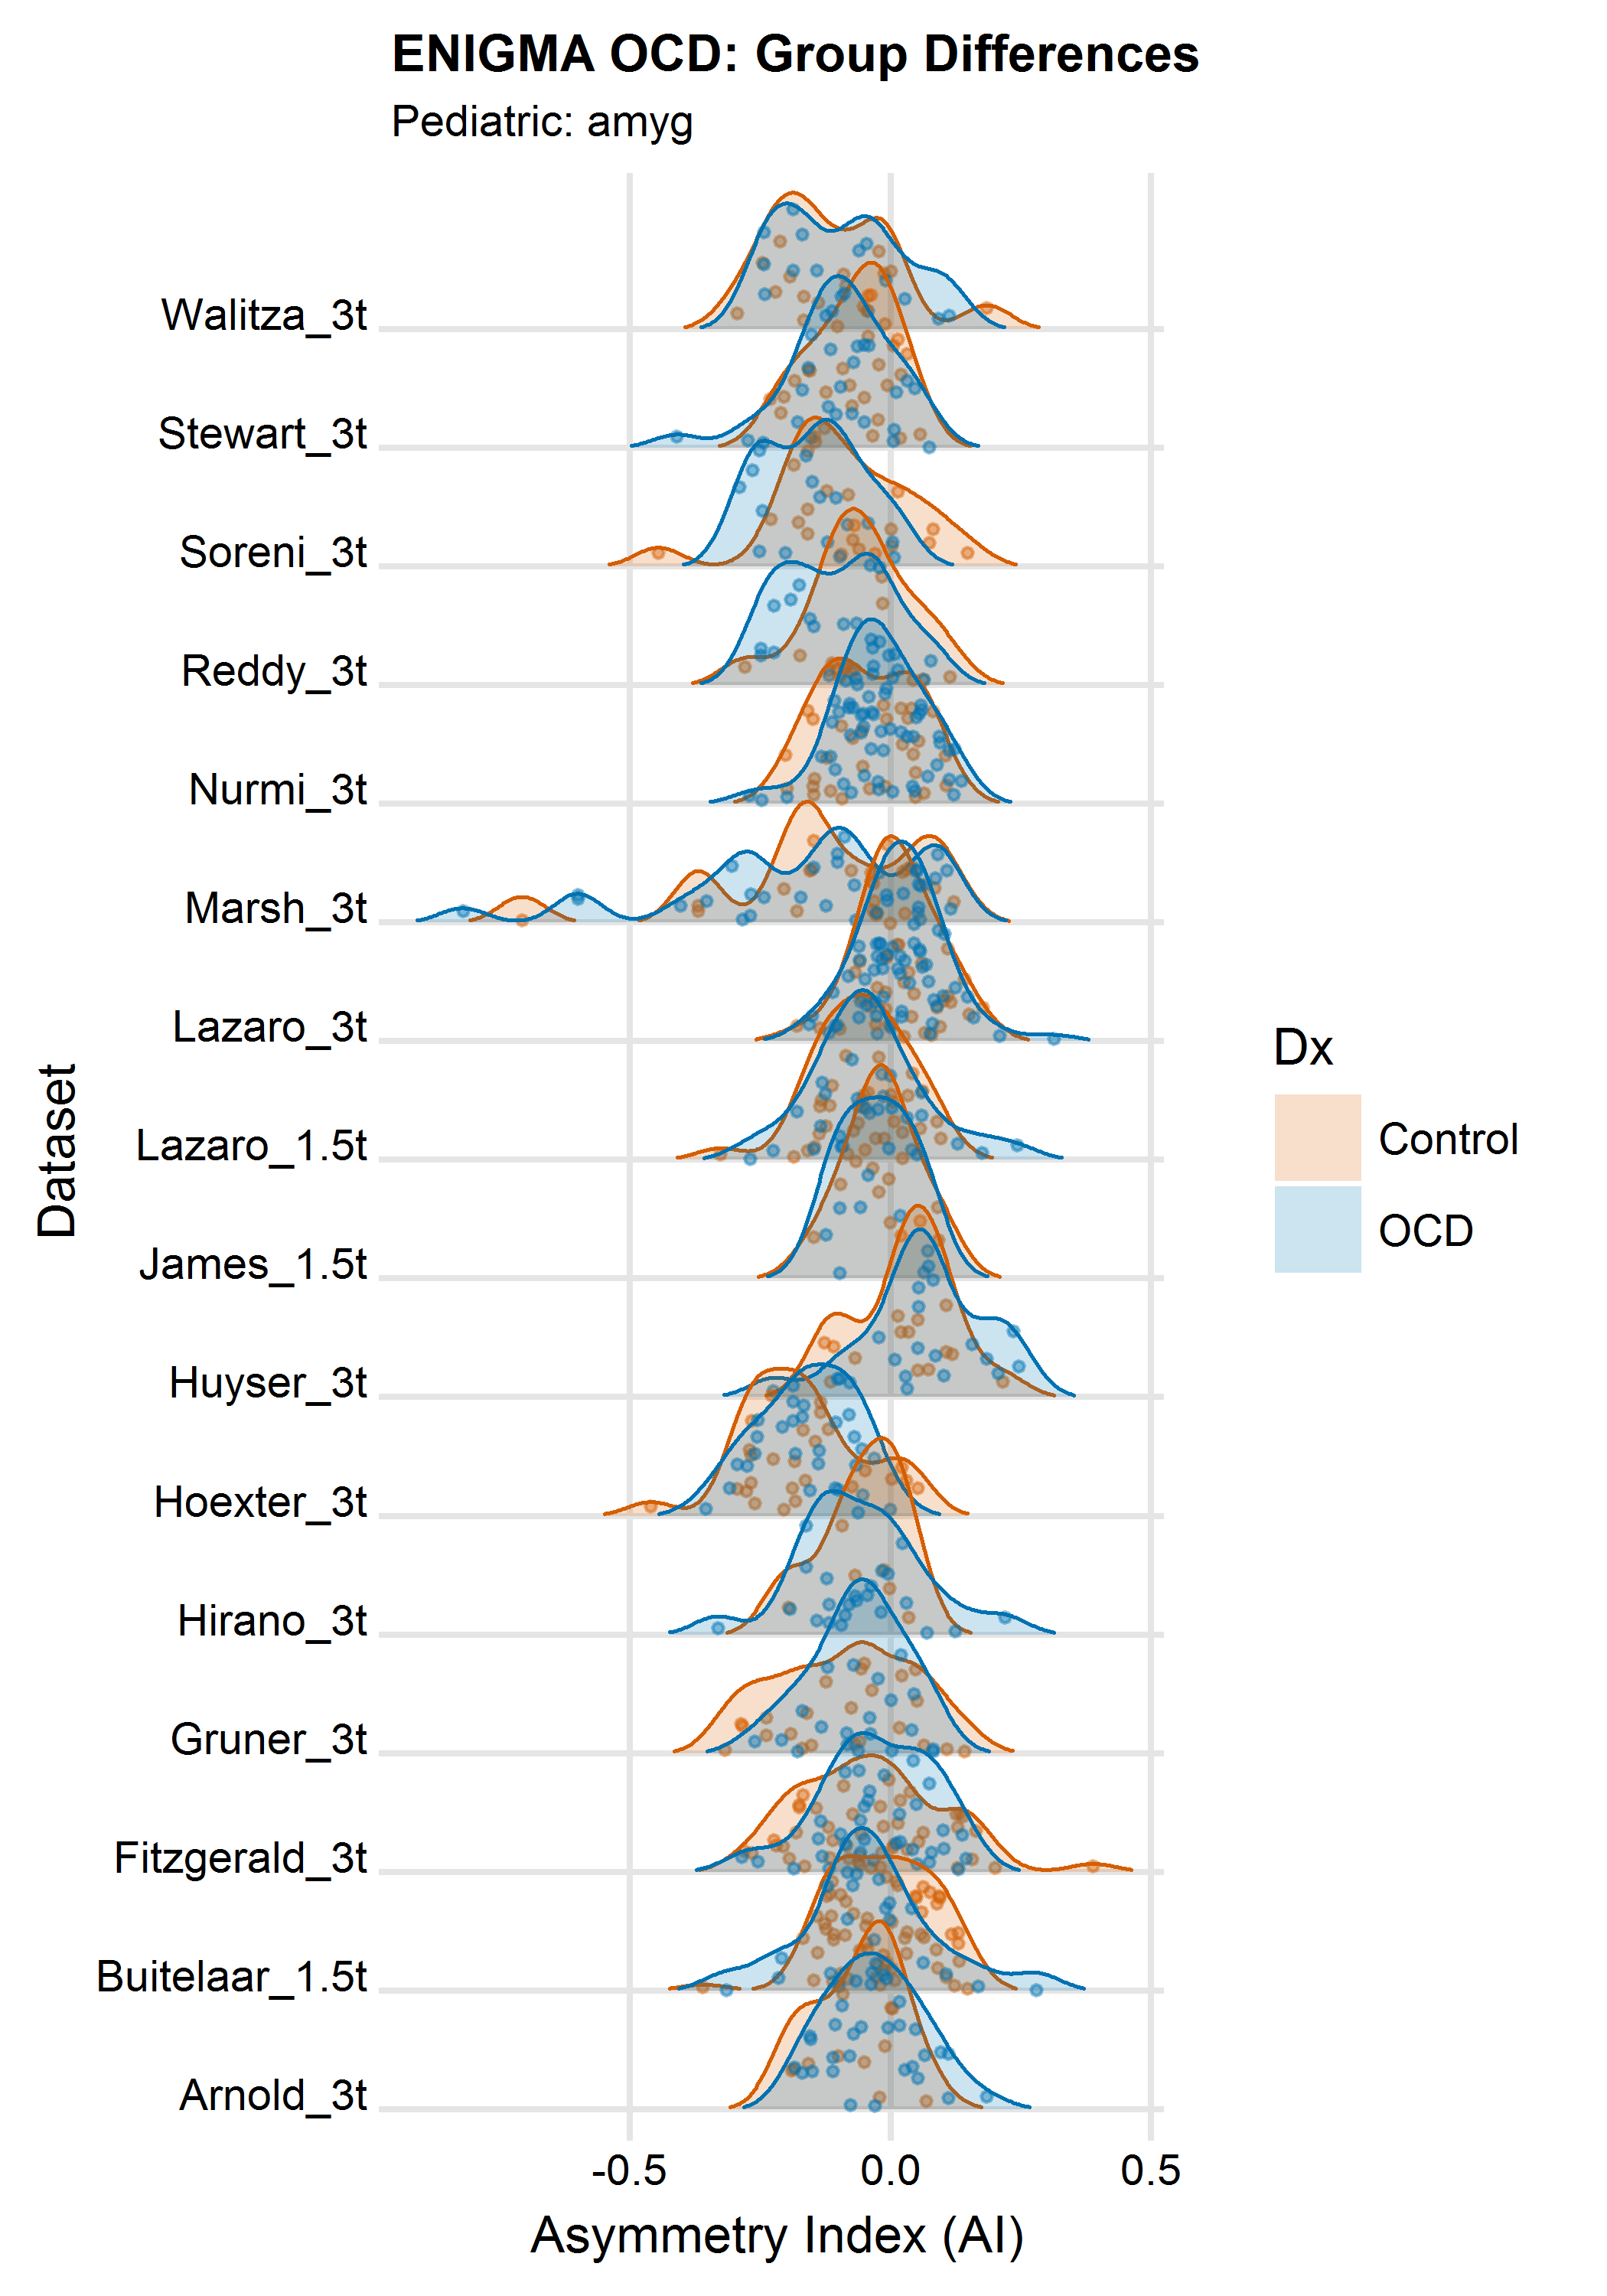 ENIGMA OCD: Group Differences
Pediatric: amyg
Walitza_3t
Stewart_3t
Soreni_3t
Reddy_3t
Nurmi_3t
Marsh_3t
Lazaro_3t
Lazaro_1.5t
James_1.5t
Huyser_3t
Hoexter_3t
Hirano_3t
Gruner_3t
Fitzgerald_3t
Buitelaar_1.5t
Arnold_3t
Dataset
-0.5 0.0 0.5
Asymmetry Index (AI)
Dx
Control
OCD